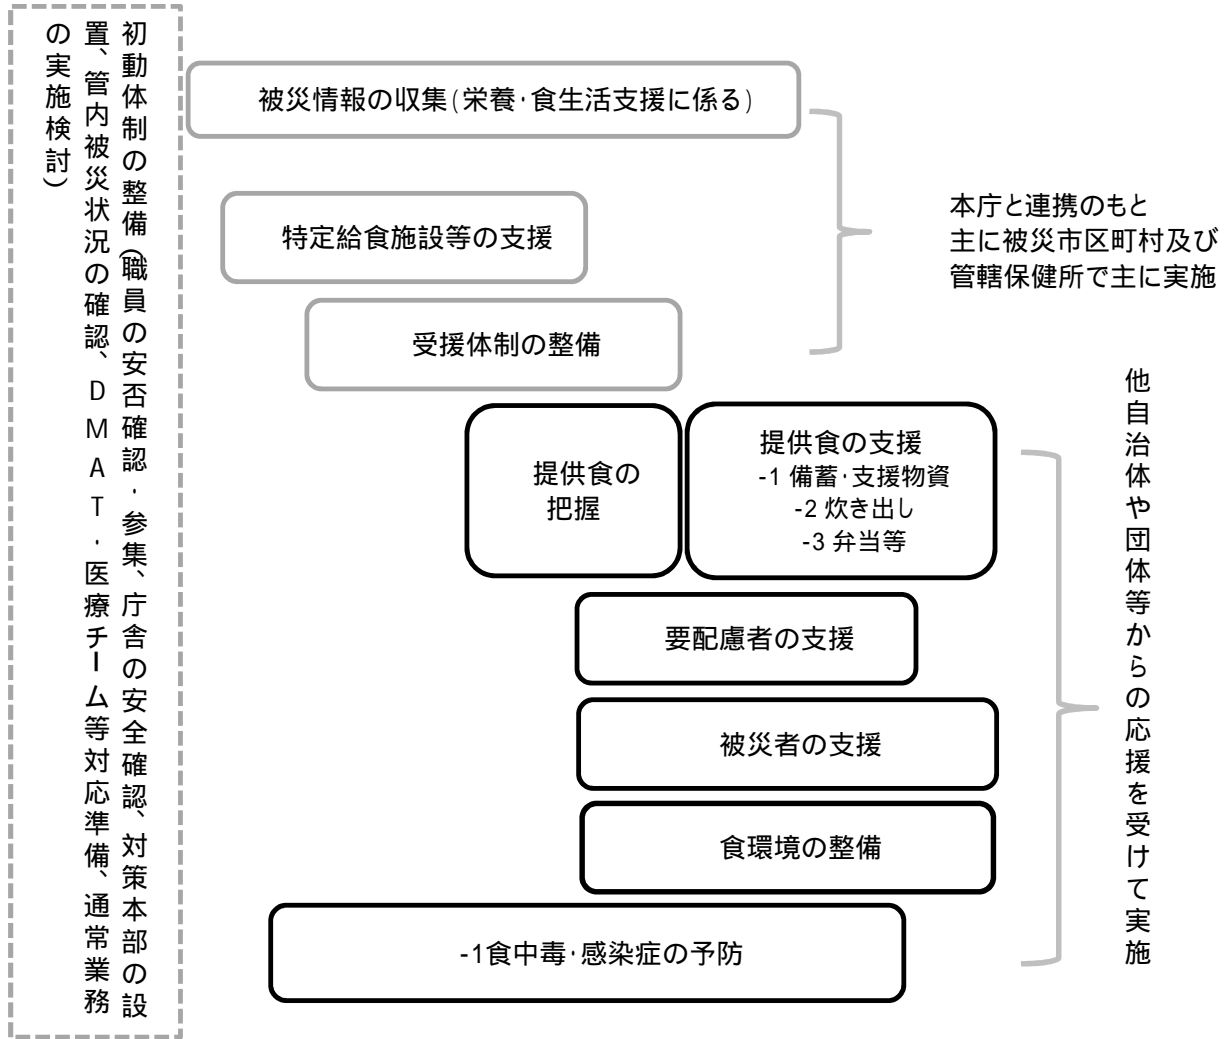 初動体制の整備(職員の安否確認・参集、庁舎の安全確認、対策本部の設
置、管内被災状況の確認、DMAT・医療チーム等対応準備、通常業務
の実施検討)
被災情報の収集(栄養・食生活支援に係る)
特定給食施設等の支援
受援体制の整備
本庁と連携のもと
主に被災市区町村及び
管轄保健所で主に実施
提供食の
把握
提供食の支援
-1 備蓄・支援物資
-2 炊き出し
-3 弁当等
要配慮者の支援
被災者の支援
食環境の整備
-1食中毒・感染症の予防
他自治体や団体等からの応援を受けて実施